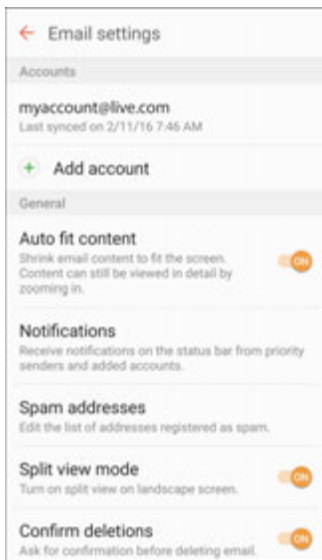 Email settings
Accounts
myaccount@live.com
Last synced on 2/11/16 7:46 AM
+ Add account
General
Auto fit content
Shrink email content to fit the screen.
Content can still be viewed in detail by
zooming in.
ON
Notifications
Receive notifications on the status bar from priority
senders and added accounts.
Spam addresses
Edit the list of addresses registered as spam.
Split view mode
Turn on split view on landscape screen.
ON
Confirm deletions
Ask for confirmation before deleting email.
ON